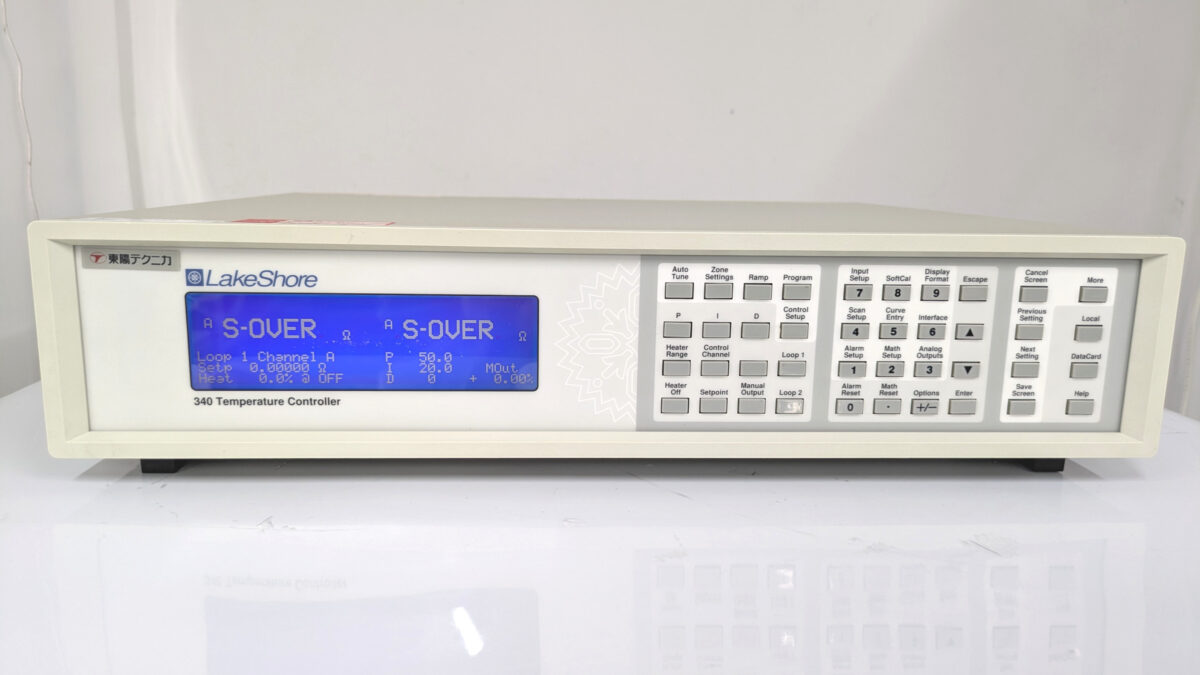 東陽テクニカ
LakeShore
A S-OVER Ω A S-OVER Ω
Loop 1 Channel A P 50.0
Setp 0.00000 Ω I 20.0 MOut
Heat 0.0% @ OFF D 0 + 0.00%
340 Temperature Controller
Auto Tune
Zone Settings
Ramp
Program
P
I
D
Control Setup
Heater Range
Control Channel
Loop 1
Heater Off
Setpoint
Manual Output
Loop 2
Input Setup
7
SoftCal
8
Display Format
9
Escape
Scan Setup
4
Curve Entry
5
Interface
6
▲
Alarm Setup
1
Math Setup
2
Analog Outputs
3
▼
Alarm Reset
0
Math Reset
.
Options
+/−
Enter
Cancel Screen
More
Previous Setting
Local
Next Setting
DataCard
Save Screen
Help